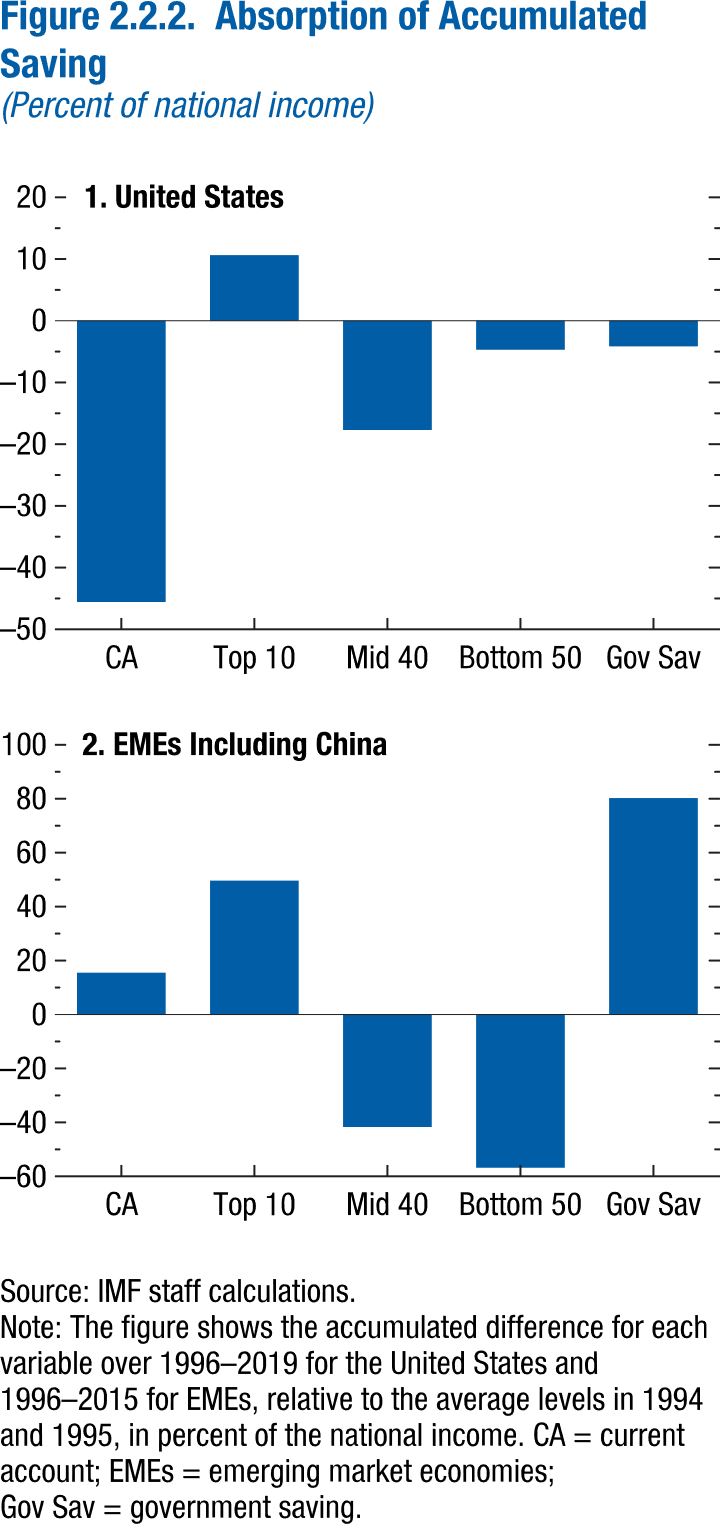 Figure 2.2.2.  Absorption of Accumulated
Saving
(Percent of national income)
20
1. United States
10
0
–10
–20
–30
–40
–50
CA
Top 10
Mid 40
Bottom 50
Gov Sav
100
2. EMEs Including China
80
60
40
20
0
–20
–40
–60
CA
Top 10
Mid 40
Bottom 50
Gov Sav
Source: IMF staff calculations.
Note: The figure shows the accumulated difference for each
variable over 1996–2019 for the United States and
1996–2015 for EMEs, relative to the average levels in 1994
and 1995, in percent of the national income. CA = current
account; EMEs = emerging market economies;
Gov Sav = government saving.